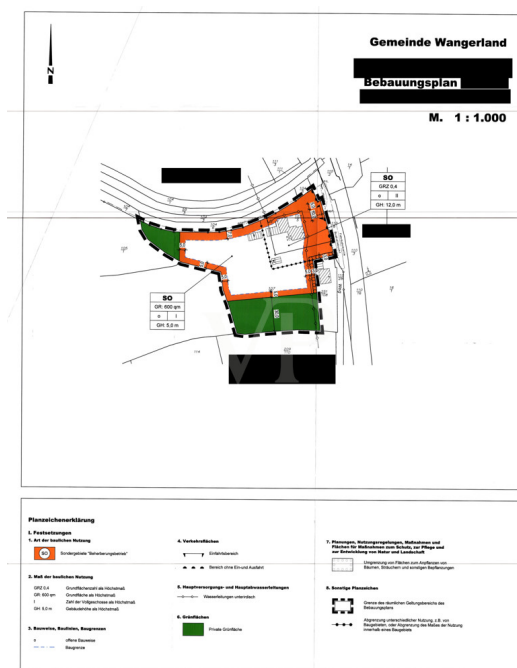 Gemeinde Wangerland
Bebauungsplan
M. 1 : 1.000
N
SO
GRZ 0,4
o II
GH: 12,0 m
SO
GR: 600 qm
o I
GH: 5,0 m
Planzeichenerklärung
I. Festsetzungen
1. Art der baulichen Nutzung
SO Sondergebiete "Beherbergungsbetrieb"
2. Maß der baulichen Nutzung
GRZ 0,4 Grundflächenzahl als Höchstmaß
GR: 600 qm Grundfläche als Höchstmaß
I Zahl der Vollgeschosse als Höchstmaß
GH: 5,0 m Gebäudehöhe als Höchstmaß
3. Bauweise, Baulinien, Baugrenzen
o offene Bauweise
Baugrenze
4. Verkehrsflächen
Einfahrtsbereich
Bereich ohne Ein-und Ausfahrt
5. Hauptversorgungs- und Hauptabwasserleitungen
Wasserleitungen unterirdisch
6. Grünflächen
Private Grünfläche
7. Planungen, Nutzungsregelungen, Maßnahmen und
Flächen für Maßnahmen zum Schutz, zur Pflege und
zur Entwicklung von Natur und Landschaft
Umgrenzung von Flächen zum Anpflanzen von
Bäumen, Sträuchern und sonstigen Bepflanzungen
8. Sonstige Planzeichen
Grenze des räumlichen Geltungsbereichs des
Bebauungsplans
Abgrenzung unterschiedlicher Nutzung, z.B. von
Baugebieten, oder Abgrenzung des Maßes der Nutzung
innerhalb eines Baugebiets